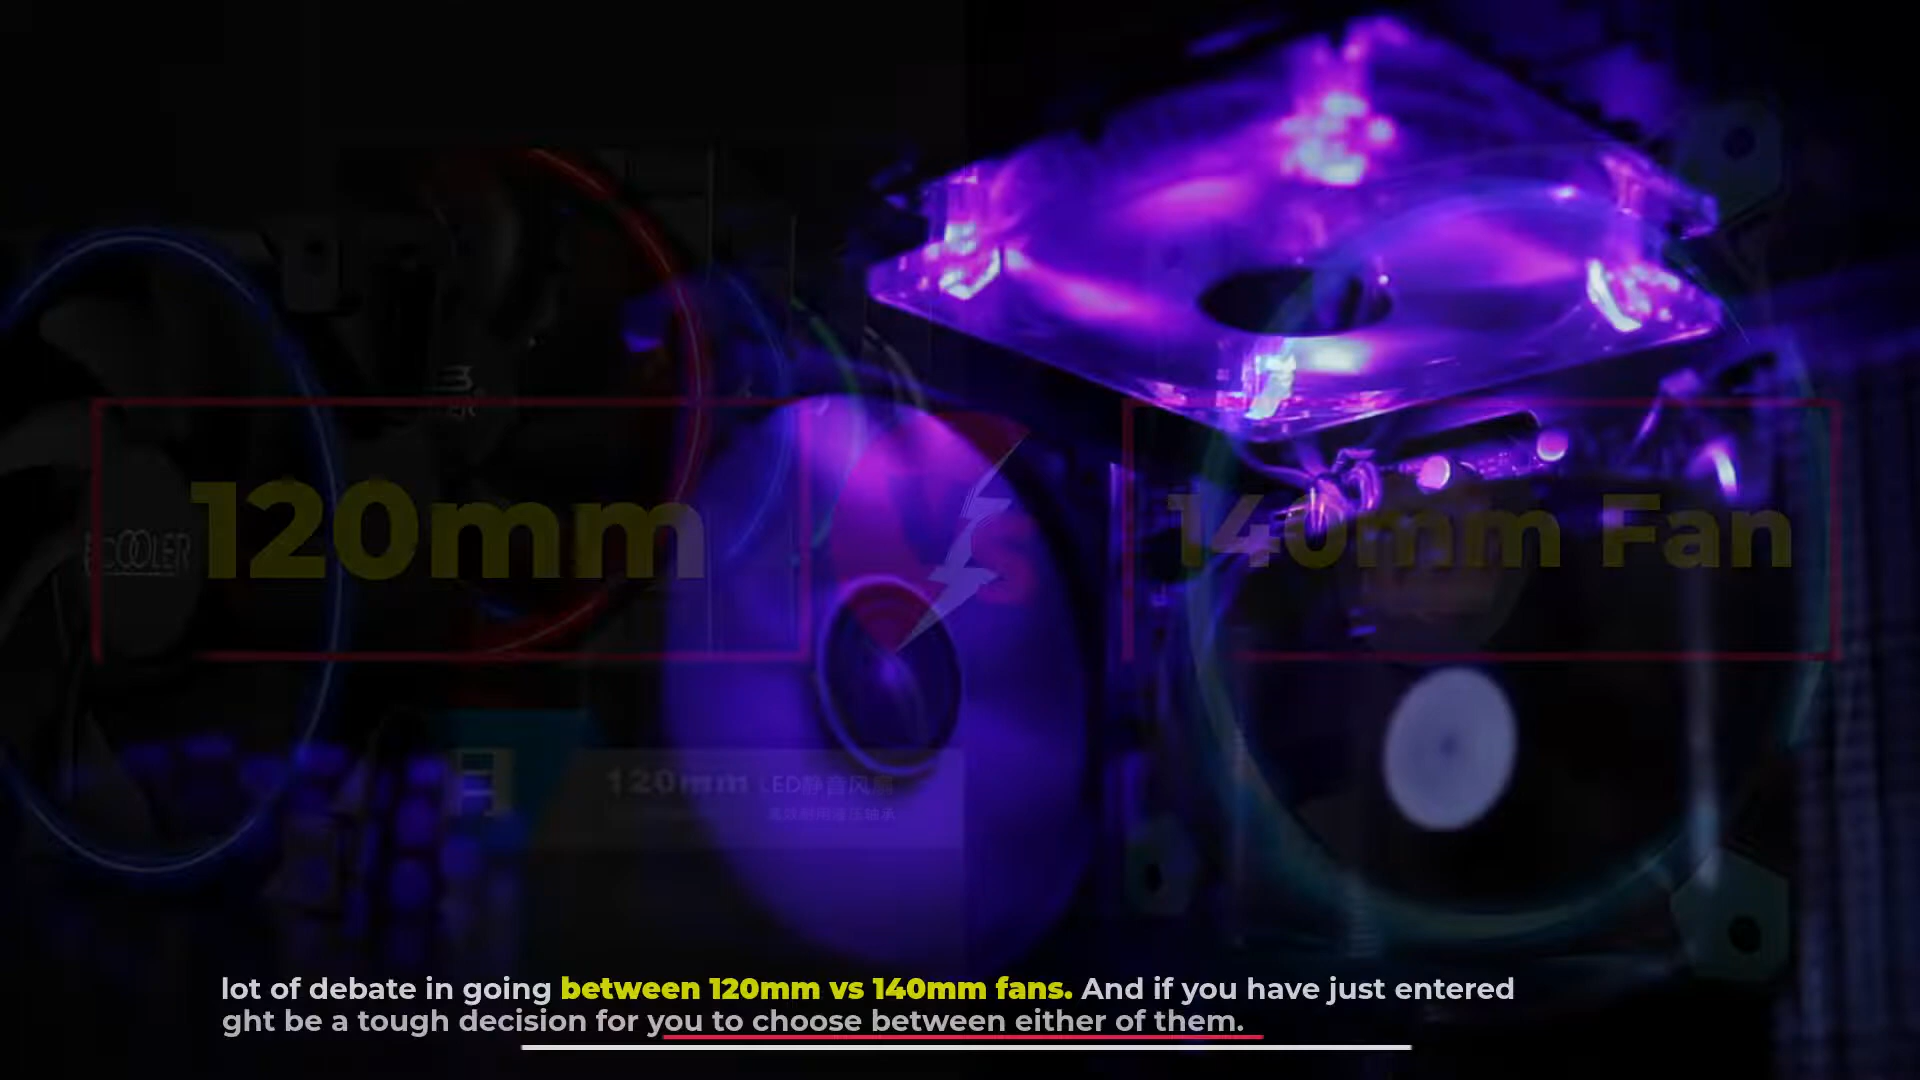 120mm
Vs
140mm Fan
COOLER
120mm LED静音风扇
lot of debate in going between 120mm vs 140mm fans. And if you have just entered
ght be a tough decision for you to choose between either of them.